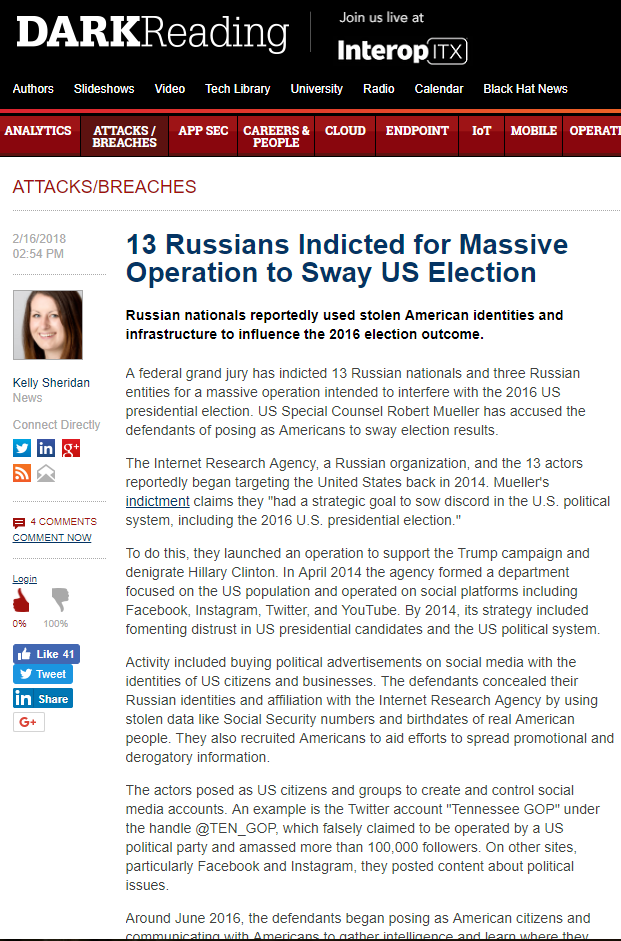 DARKReading
Join us live at
Interop ITX
Authors Slideshows Video Tech Library University Radio Calendar Black Hat News
ANALYTICS
ATTACKS /
BREACHES
APP SEC
CAREERS &
PEOPLE
CLOUD
ENDPOINT
IoT
MOBILE
OPERATI
ATTACKS/BREACHES
2/16/2018
02:54 PM
Kelly Sheridan
News
Connect Directly
in
g+
4 COMMENTS
COMMENT NOW
Login
0% 100%
Like 41
Tweet
in Share
G+
13 Russians Indicted for Massive
Operation to Sway US Election
Russian nationals reportedly used stolen American identities and
infrastructure to influence the 2016 election outcome.
A federal grand jury has indicted 13 Russian nationals and three Russian
entities for a massive operation intended to interfere with the 2016 US
presidential election. US Special Counsel Robert Mueller has accused the
defendants of posing as Americans to sway election results.
The Internet Research Agency, a Russian organization, and the 13 actors
reportedly began targeting the United States back in 2014. Mueller's
indictment claims they "had a strategic goal to sow discord in the U.S. political
system, including the 2016 U.S. presidential election."
To do this, they launched an operation to support the Trump campaign and
denigrate Hillary Clinton. In April 2014 the agency formed a department
focused on the US population and operated on social platforms including
Facebook, Instagram, Twitter, and YouTube. By 2014, its strategy included
fomenting distrust in US presidential candidates and the US political system.
Activity included buying political advertisements on social media with the
identities of US citizens and businesses. The defendants concealed their
Russian identities and affiliation with the Internet Research Agency by using
stolen data like Social Security numbers and birthdates of real American
people. They also recruited Americans to aid efforts to spread promotional and
derogatory information.
The actors posed as US citizens and groups to create and control social
media accounts. An example is the Twitter account "Tennessee GOP" under
the handle @TEN_GOP, which falsely claimed to be operated by a US
political party and amassed more than 100,000 followers. On other sites,
particularly Facebook and Instagram, they posted content about political
issues.
Around June 2016, the defendants began posing as American citizens and
communicating with Americans to gather intelligence and learn where they